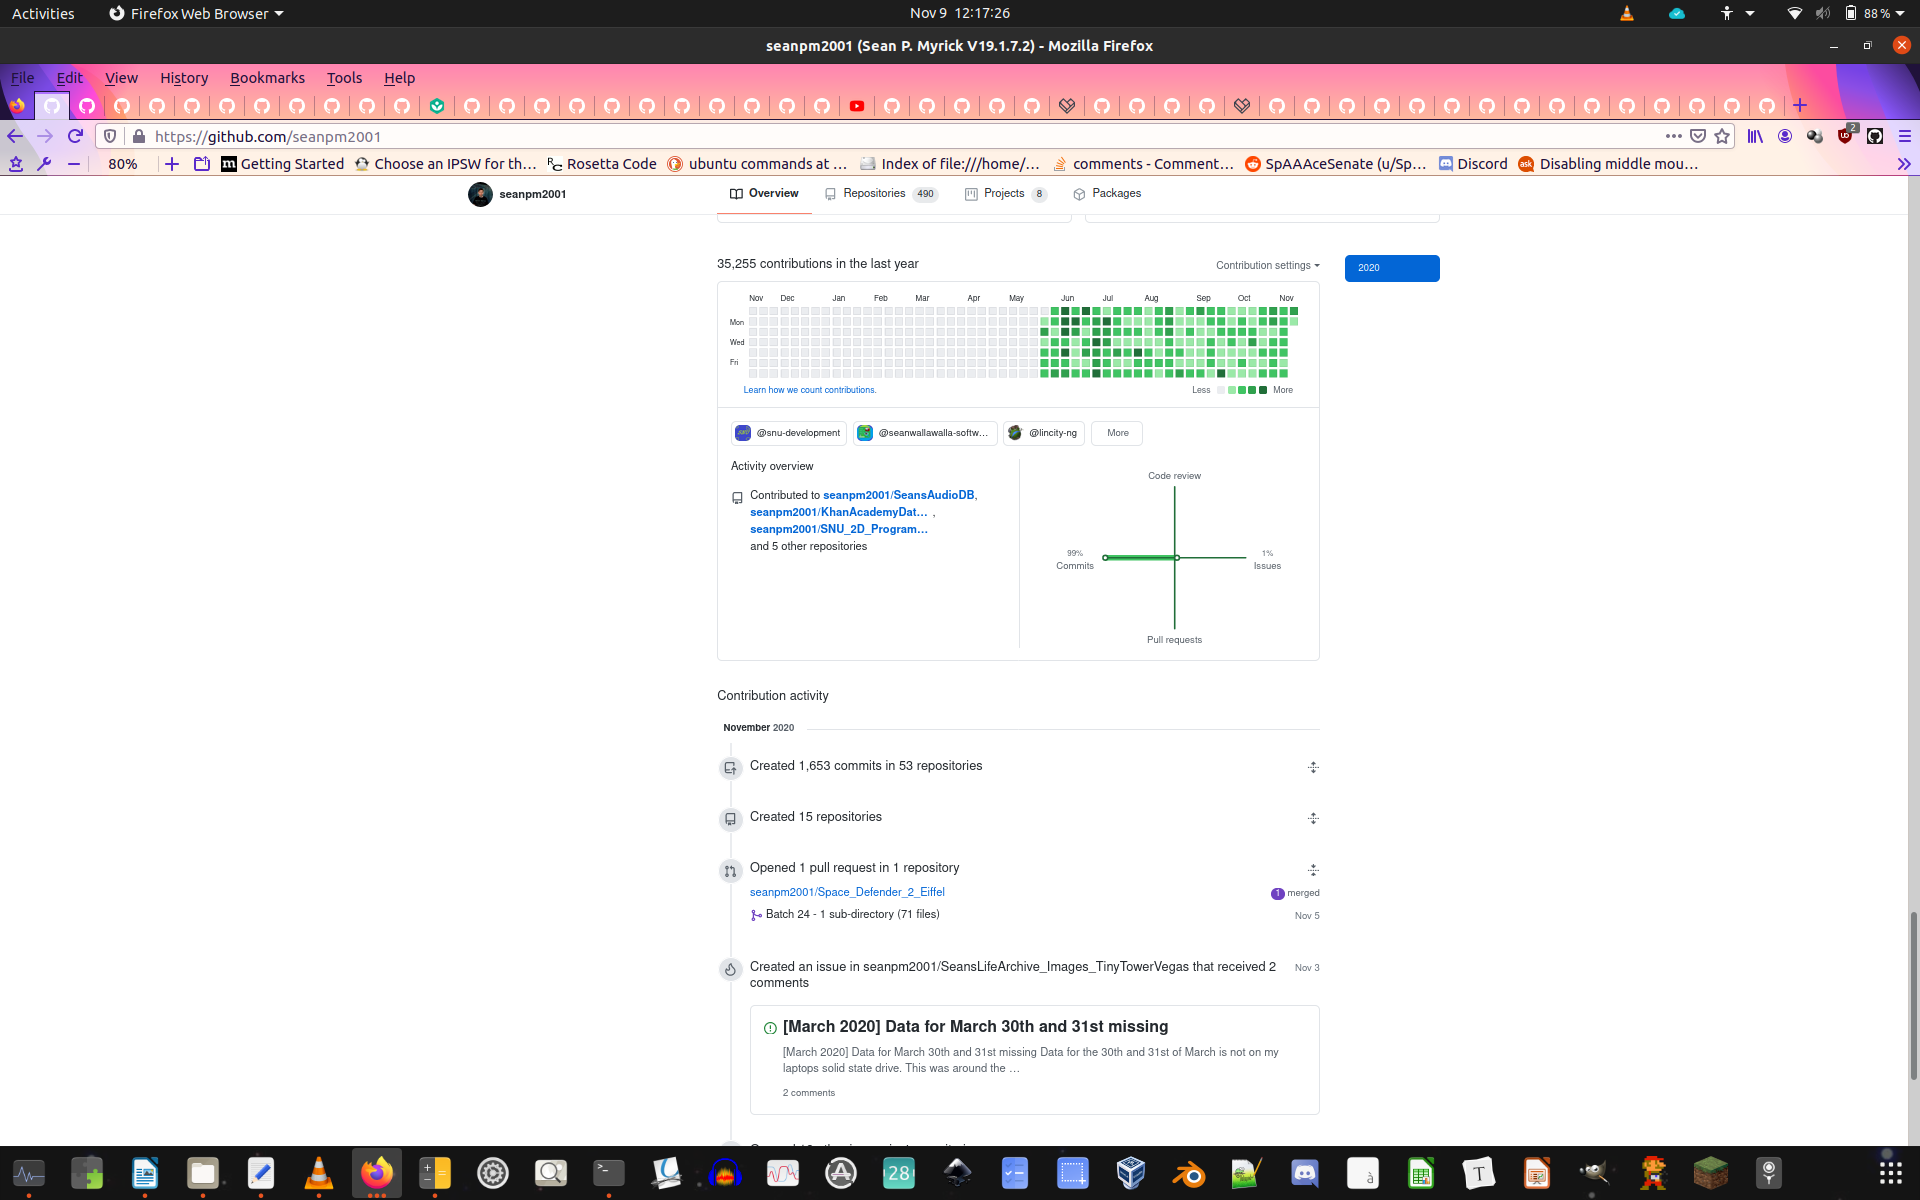 Activities Firefox Web Browser Nov 9 12:17:26 88 %
seanpm2001 (Sean P. Myrick V19.1.7.2) - Mozilla Firefox
File Edit View History Bookmarks Tools Help
https://github.com/seanpm2001 2
80% Getting Started Choose an IPSW for th… Rosetta Code ubuntu commands at … Index of file:///home/… comments - Comment… SpAAAceSenate (u/Sp… Discord Disabling middle mou…
seanpm2001 Overview Repositories 490 Projects 8 Packages
35,255 contributions in the last year Contribution settings 2020
Nov Dec Jan Feb Mar Apr May Jun Jul Aug Sep Oct Nov
Mon
Wed
Fri
Learn how we count contributions. Less More
@snu-development @seanwallawalla-softw… @lincity-ng More
Activity overview
Code review
Contributed to seanpm2001/SeansAudioDB,
seanpm2001/KhanAcademyDat… ,
seanpm2001/SNU_2D_Program…
and 5 other repositories
99% 1%
Commits Issues
Pull requests
Contribution activity
November 2020
Created 1,653 commits in 53 repositories
Created 15 repositories
Opened 1 pull request in 1 repository
seanpm2001/Space_Defender_2_Eiffel 1 merged
Batch 24 - 1 sub-directory (71 files) Nov 5
Created an issue in seanpm2001/SeansLifeArchive_Images_TinyTowerVegas that received 2 Nov 3
comments
[March 2020] Data for March 30th and 31st missing
[March 2020] Data for March 30th and 31st missing Data for the 30th and 31st of March is not on my
laptops solid state drive. This was around the …
2 comments
28